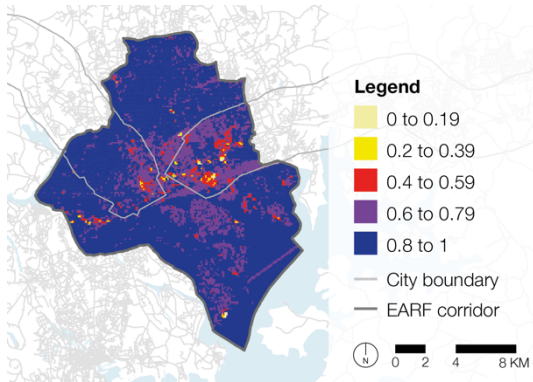 Legend
0 to 0.19
0.2 to 0.39
0.4 to 0.59
0.6 to 0.79
0.8 to 1
City boundary
EARF corridor
N
0 2 4 8 KM